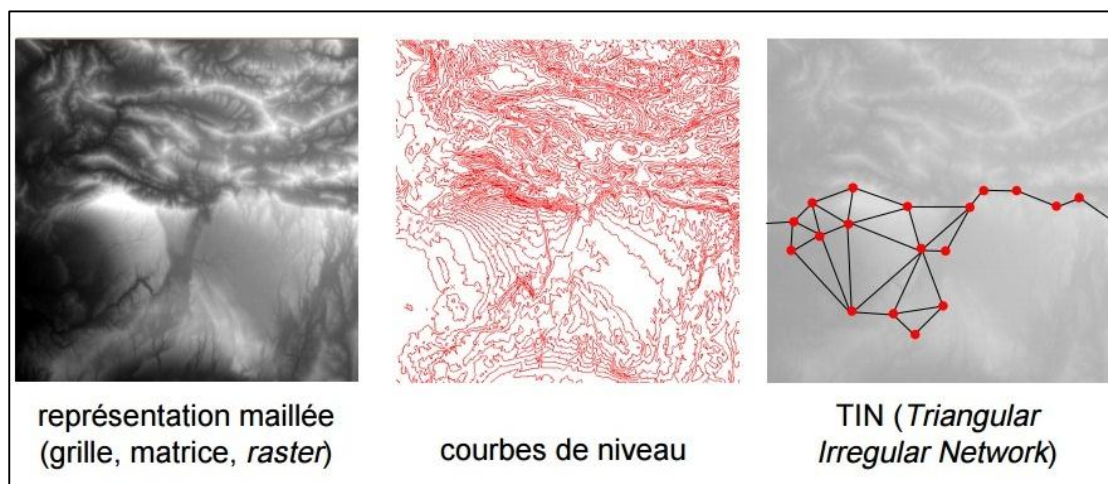 représentation maillée
(grille, matrice, raster)
courbes de niveau
TIN (Triangular
Irregular Network)